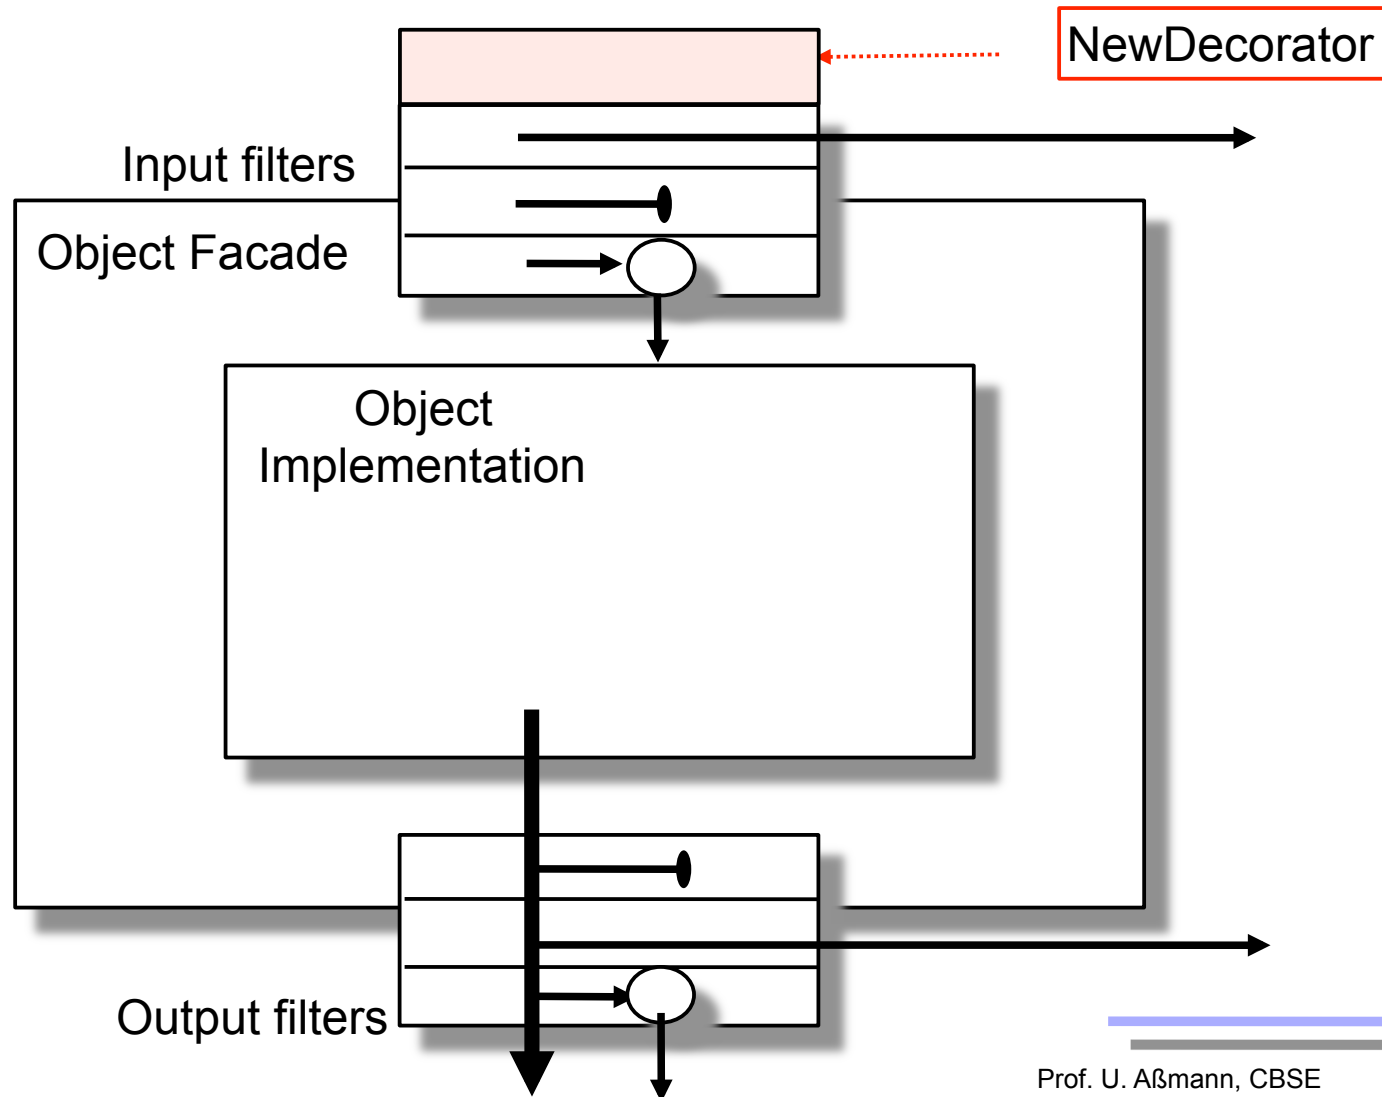 NewDecorator
Input filters
Object Facade
Object
Implementation
Output filters
Prof. U. Aßmann, CBSE